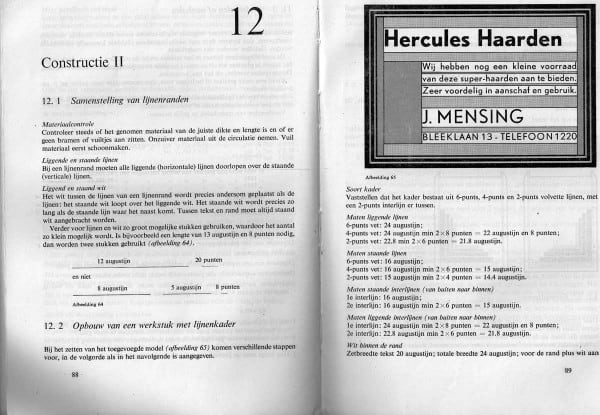 12
Constructie II
12. 1 Samenstelling van lijnenranden
Materiaalcontrole
Controleer steeds of het genomen materiaal van de juiste dikte en lengte is en of er
geen bramen of vuiltjes aan zitten. Onzuiver materiaal uit de circulatie nemen. Vuil
materiaal eerst schoonmaken.
Liggende en staande lijnen
Bij een lijnenrand moeten alle liggende (horizontale) lijnen doorlopen over de staande
(verticale) lijnen.
Liggend en staand wit
Het wit tussen de lijnen van een lijnenrand wordt precies andersom geplaatst als de
lijnen: het staande wit loopt over het liggende wit. Het staande wit wordt precies zo
lang als de staande lijn waar het naast komt. Tussen tekst en rand moet altijd staand
wit aangebracht worden.
Verder voor lijnen en wit zo groot mogelijke stukken gebruiken, waardoor het aantal
zo klein mogelijk wordt. Is bijvoorbeeld een lengte van 13 augustijn en 8 punten nodig,
dan worden twee stukken gebruikt (afbeelding 64).
12 augustijn 20 punten
en niet
8 augustijn 5 augustijn 8 punten
Afbeelding 64
12. 2 Opbouw van een werkstuk met lijnenkader
Bij het zetten van het toegevoegde model (afbeelding 65) komen verschillende stappen
voor, in de volgorde als in het navolgende is aangegeven.
88
Hercules Haarden
Wij hebben nog een kleine voorraad
van deze super-haarden aan te bieden.
Zeer voordelig in aanschaf en gebruik.
J. MENSING
BLEEKLAAN 13 - TELEFOON 1220
Afbeelding 65
Soort kader
Vaststellen dat het kader bestaat uit 6-punts, 4-punts en 2-punts volvette lijnen, met
een 2-punts interlijn er tussen.
Maten liggende lijnen
6-punts vet: 24 augustijn;
4-punts vet: 24 augustijn min 2×8 punten = 22 augustijn en 8 punten;
2-punts vet: 22.8 min 2×6 punten = 21.8 augustijn.
Maten staande lijnen
6-punts vet: 16 augustijn;
4-punts vet: 16 augustijn min 2×6 punten = 15 augustijn;
2-punts vet: 15 augustijn min 2×4 punten = 14.4 augustijn.
Maten staande interlijnen (van buiten naar binnen)
1e interlijn: 16 augustijn;
2e interlijn: 16 augustijn min 2×6 punten = 15 augustijn.
Maten liggende interlijnen (van buiten naar binnen)
1e interlijn: 24 augustijn min 2×8 punten = 22 augustijn en 8 punten;
2e interlijn: 22.8 augustijn min 2×6 punten = 21.8 augustijn.
Wit binnen de rand
Zetbreedte tekst 20 augustijn; totale breedte 24 augustijn; voor de rand plus wit aan
89